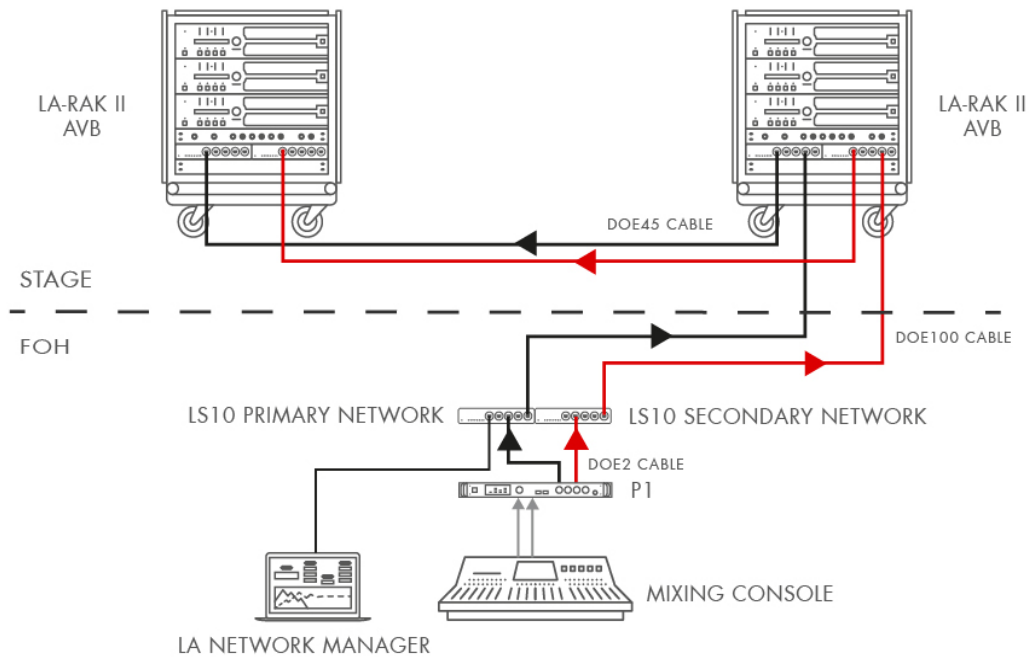 LA-RAK II
AVB
LA-RAK II
AVB
DOE45 CABLE
STAGE
FOH
DOE100 CABLE
LS10 PRIMARY NETWORK
LS10 SECONDARY NETWORK
DOE2 CABLE
P1
MIXING CONSOLE
LA NETWORK MANAGER